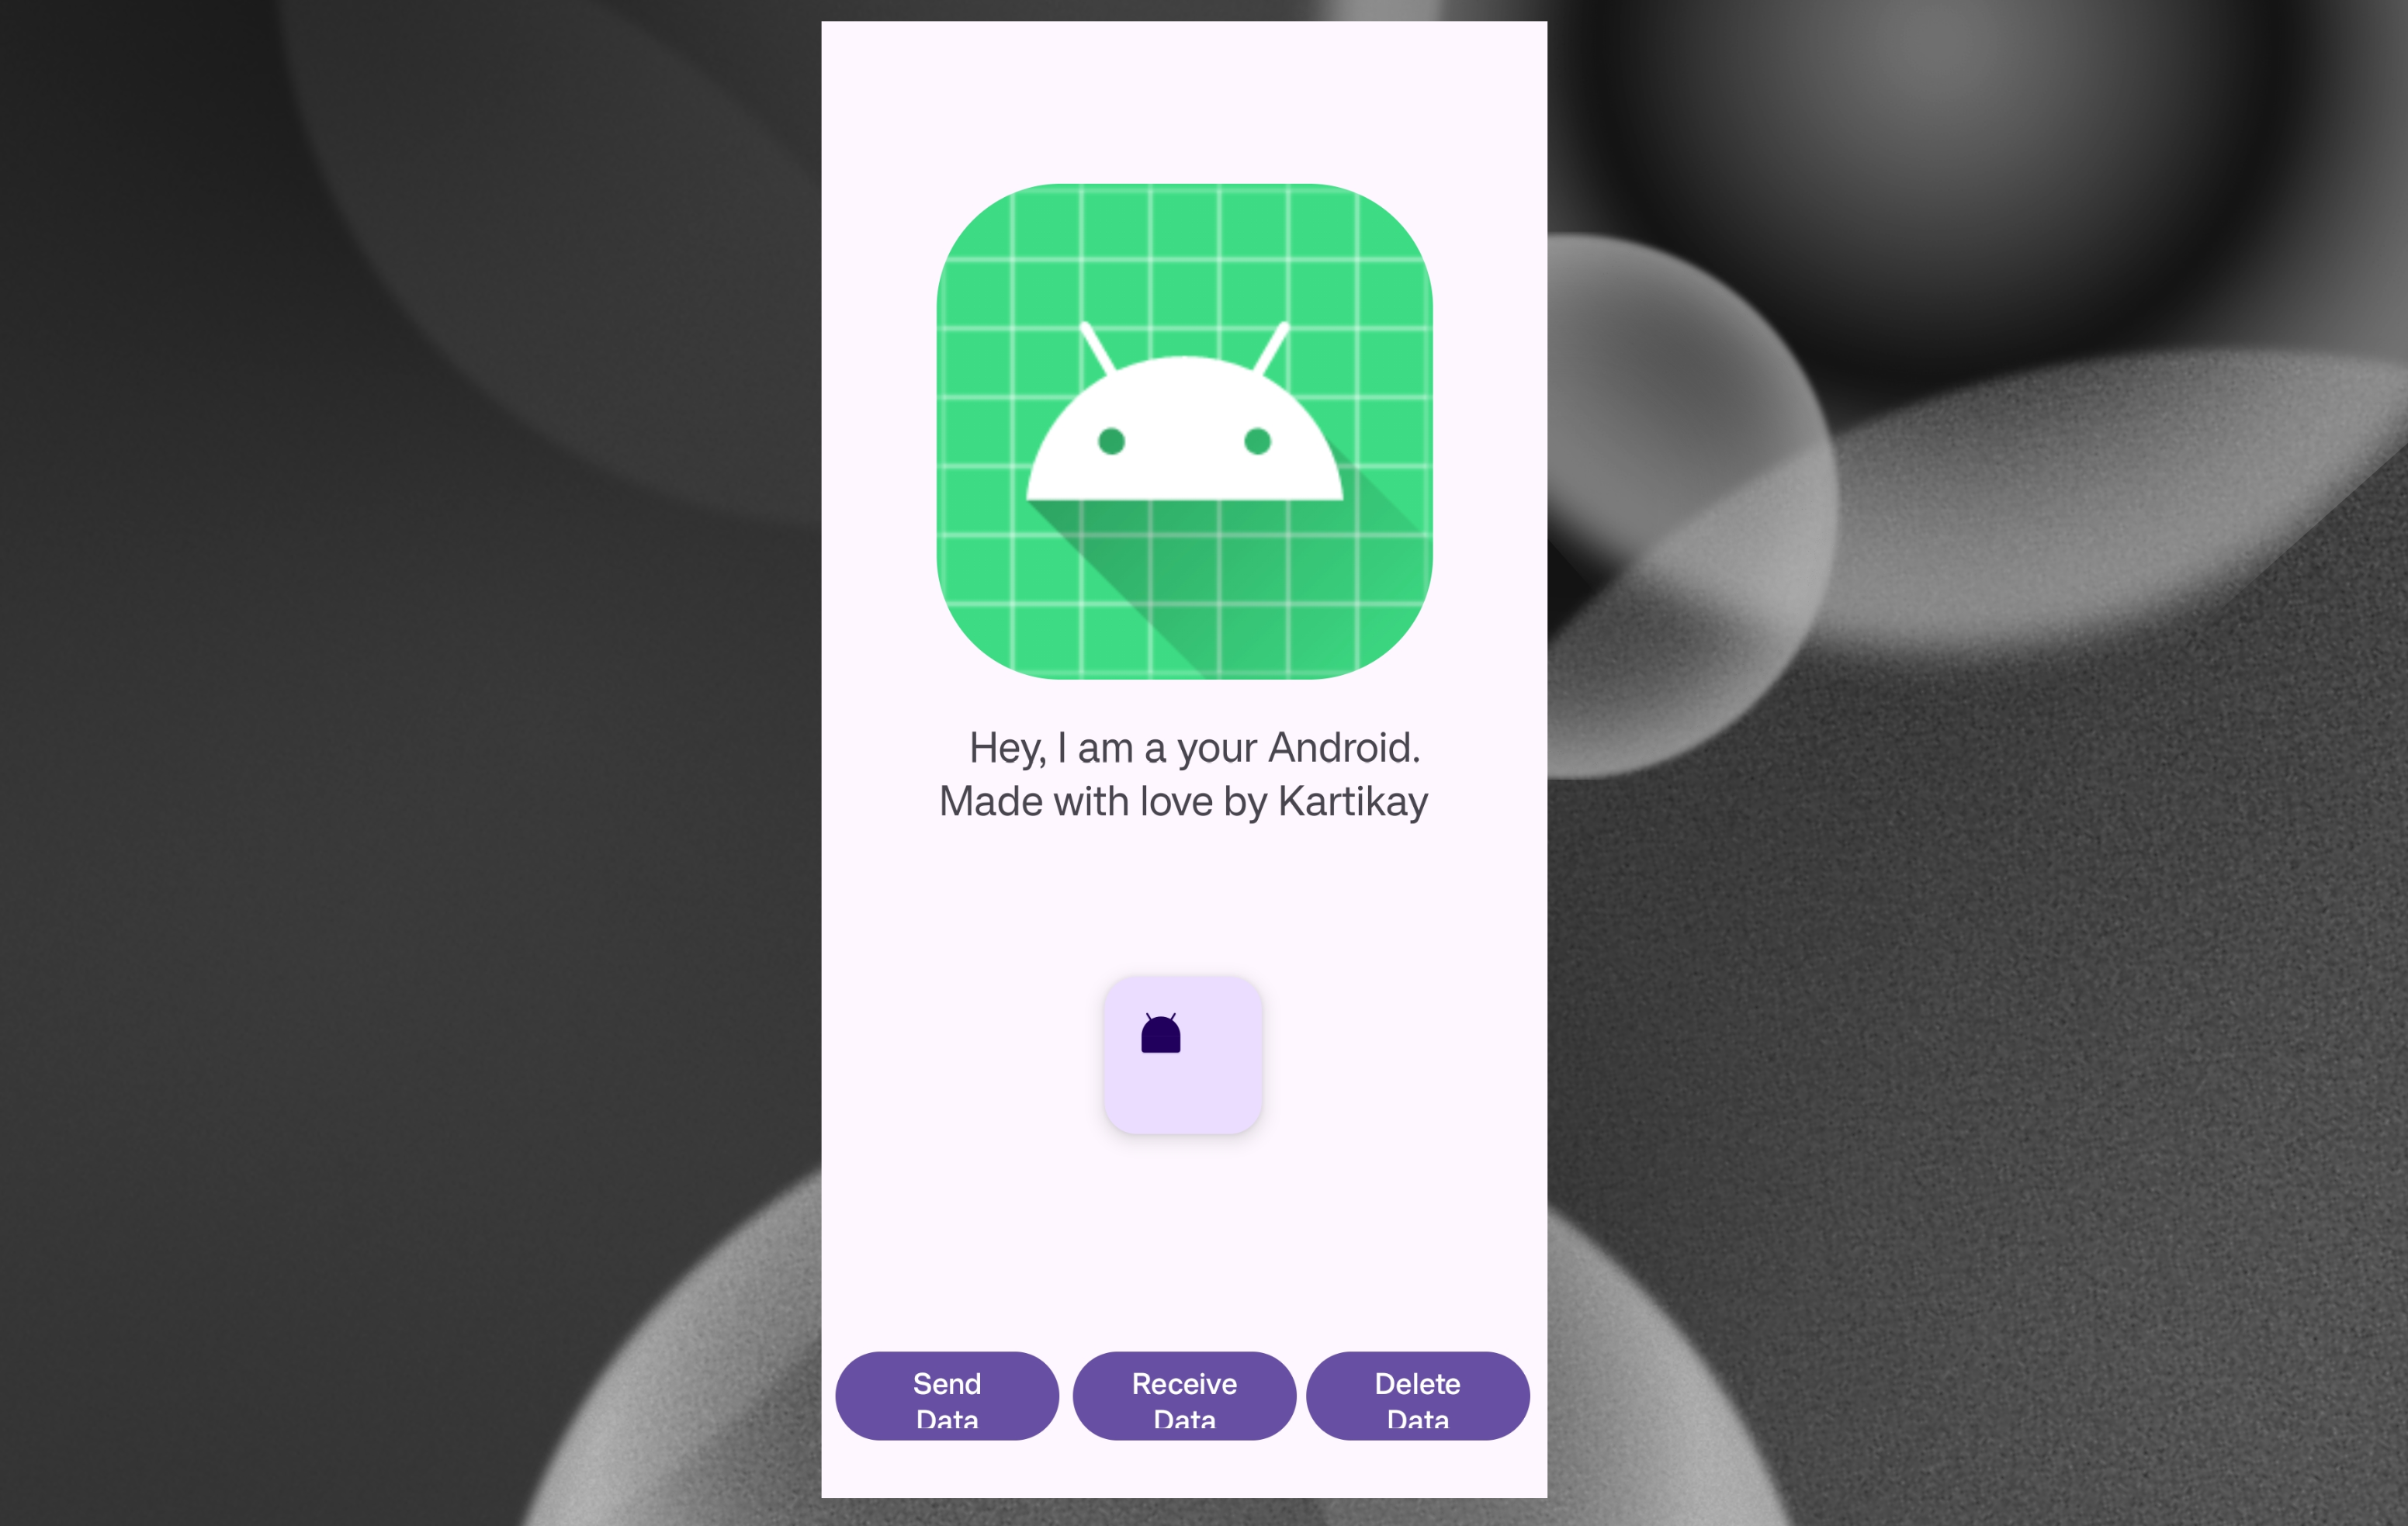 Hey, I am a your Android.
Made with love by Kartikay
Send
Data
Receive
Data
Delete
Data